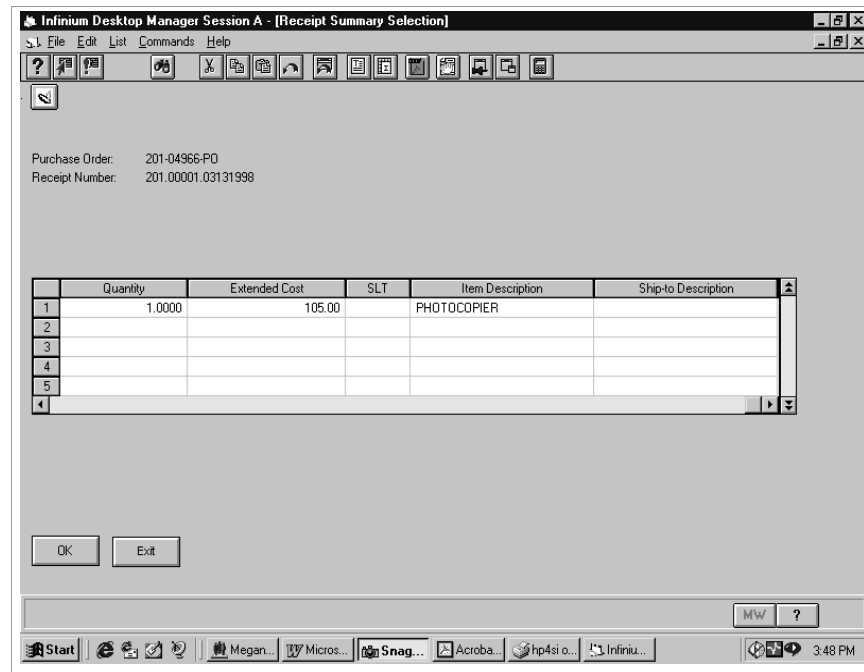 Infinium Desktop Manager Session A - [Receipt Summary Selection]
File Edit List Commands Help
Purchase Order: 201-04966-PO
Receipt Number: 201.00001.03131998
Quantity Extended Cost SLT Item Description Ship-to Description
1 1.0000 105.00 PHOTOCOPIER
2
3
4
5
OK Exit
MW ?
Start Megan... Micros... Snag... Acroba... hp4si o... Infiniu... 3:48 PM